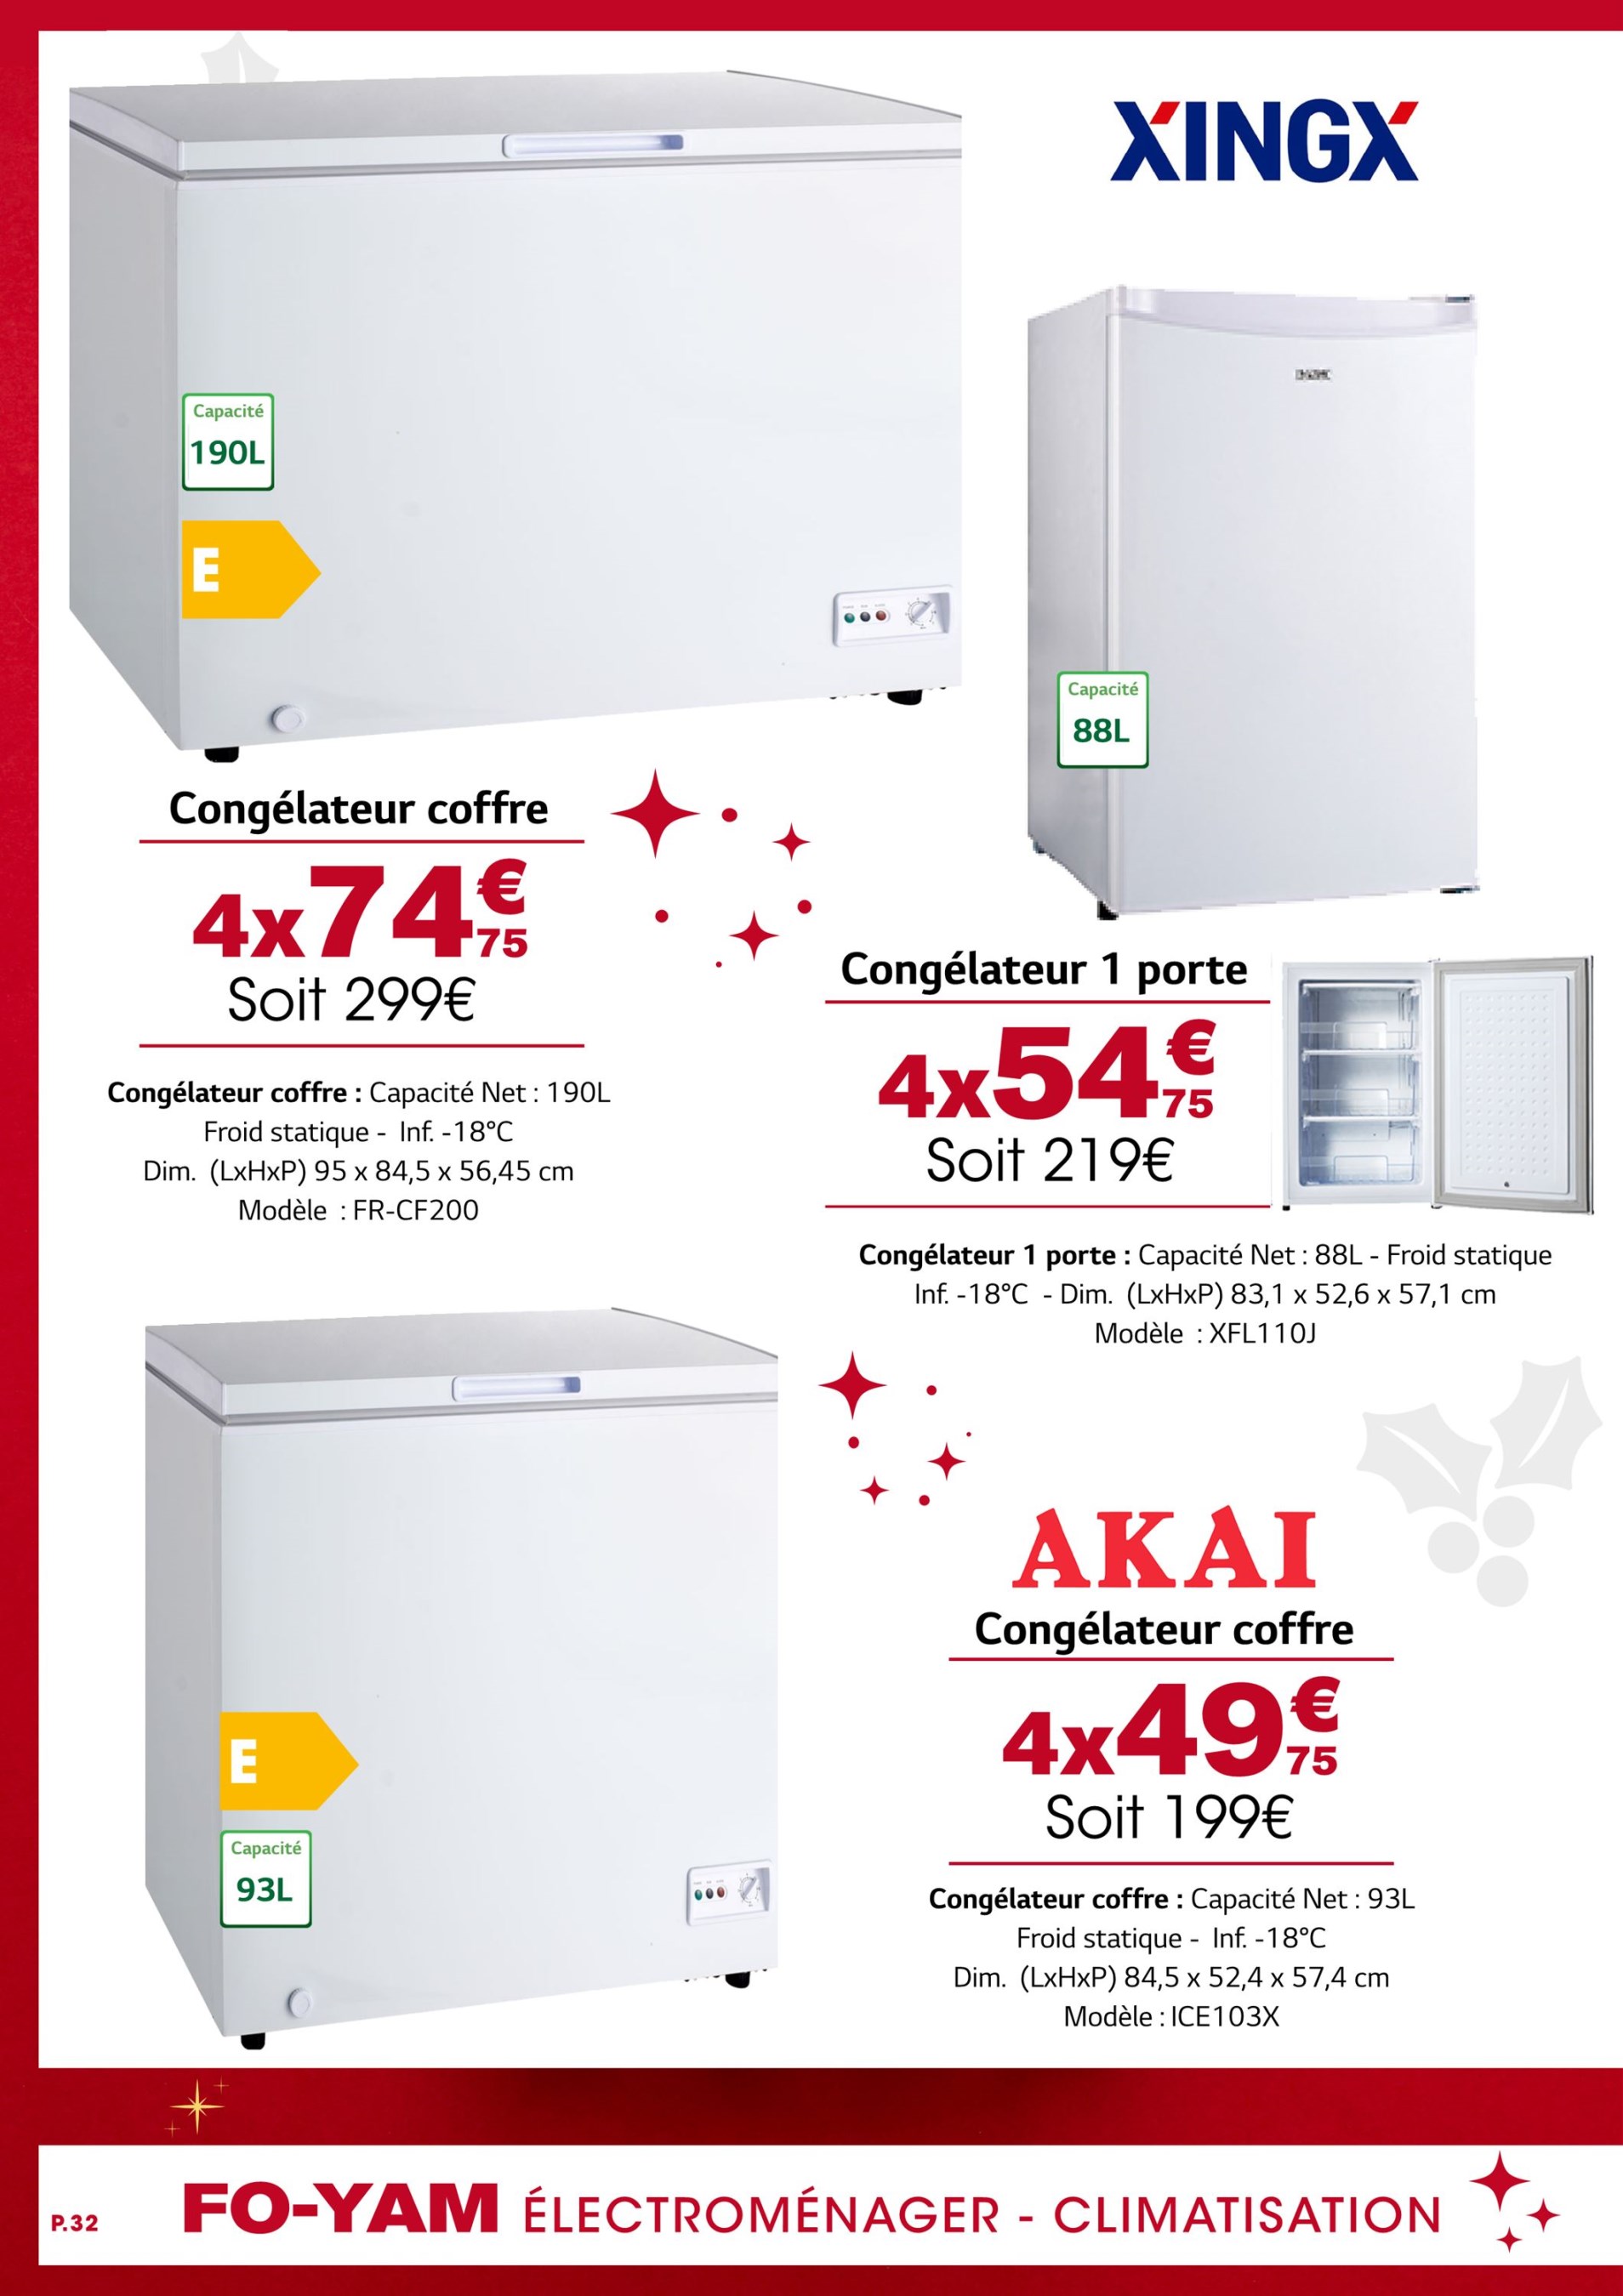 XINGX
Capacité
190L
E
Capacité
88L
Congélateur coffre
4x74€75
Soit 299€
Congélateur coffre : Capacité Net : 190L
Froid statique - Inf. -18°C
Dim. (LxHxP) 95 x 84,5 x 56,45 cm
Modèle : FR-CF200
Congélateur 1 porte
4x54€75
Soit 219€
Congélateur 1 porte : Capacité Net : 88L - Froid statique
Inf. -18°C - Dim. (LxHxP) 83,1 x 52,6 x 57,1 cm
Modèle : XFL110J
E
Capacité
93L
AKAI
Congélateur coffre
4x49€75
Soit 199€
Congélateur coffre : Capacité Net : 93L
Froid statique - Inf. -18°C
Dim. (LxHxP) 84,5 x 52,4 x 57,4 cm
Modèle : ICE103X
P.32
FO-YAM ÉLECTROMÉNAGER - CLIMATISATION